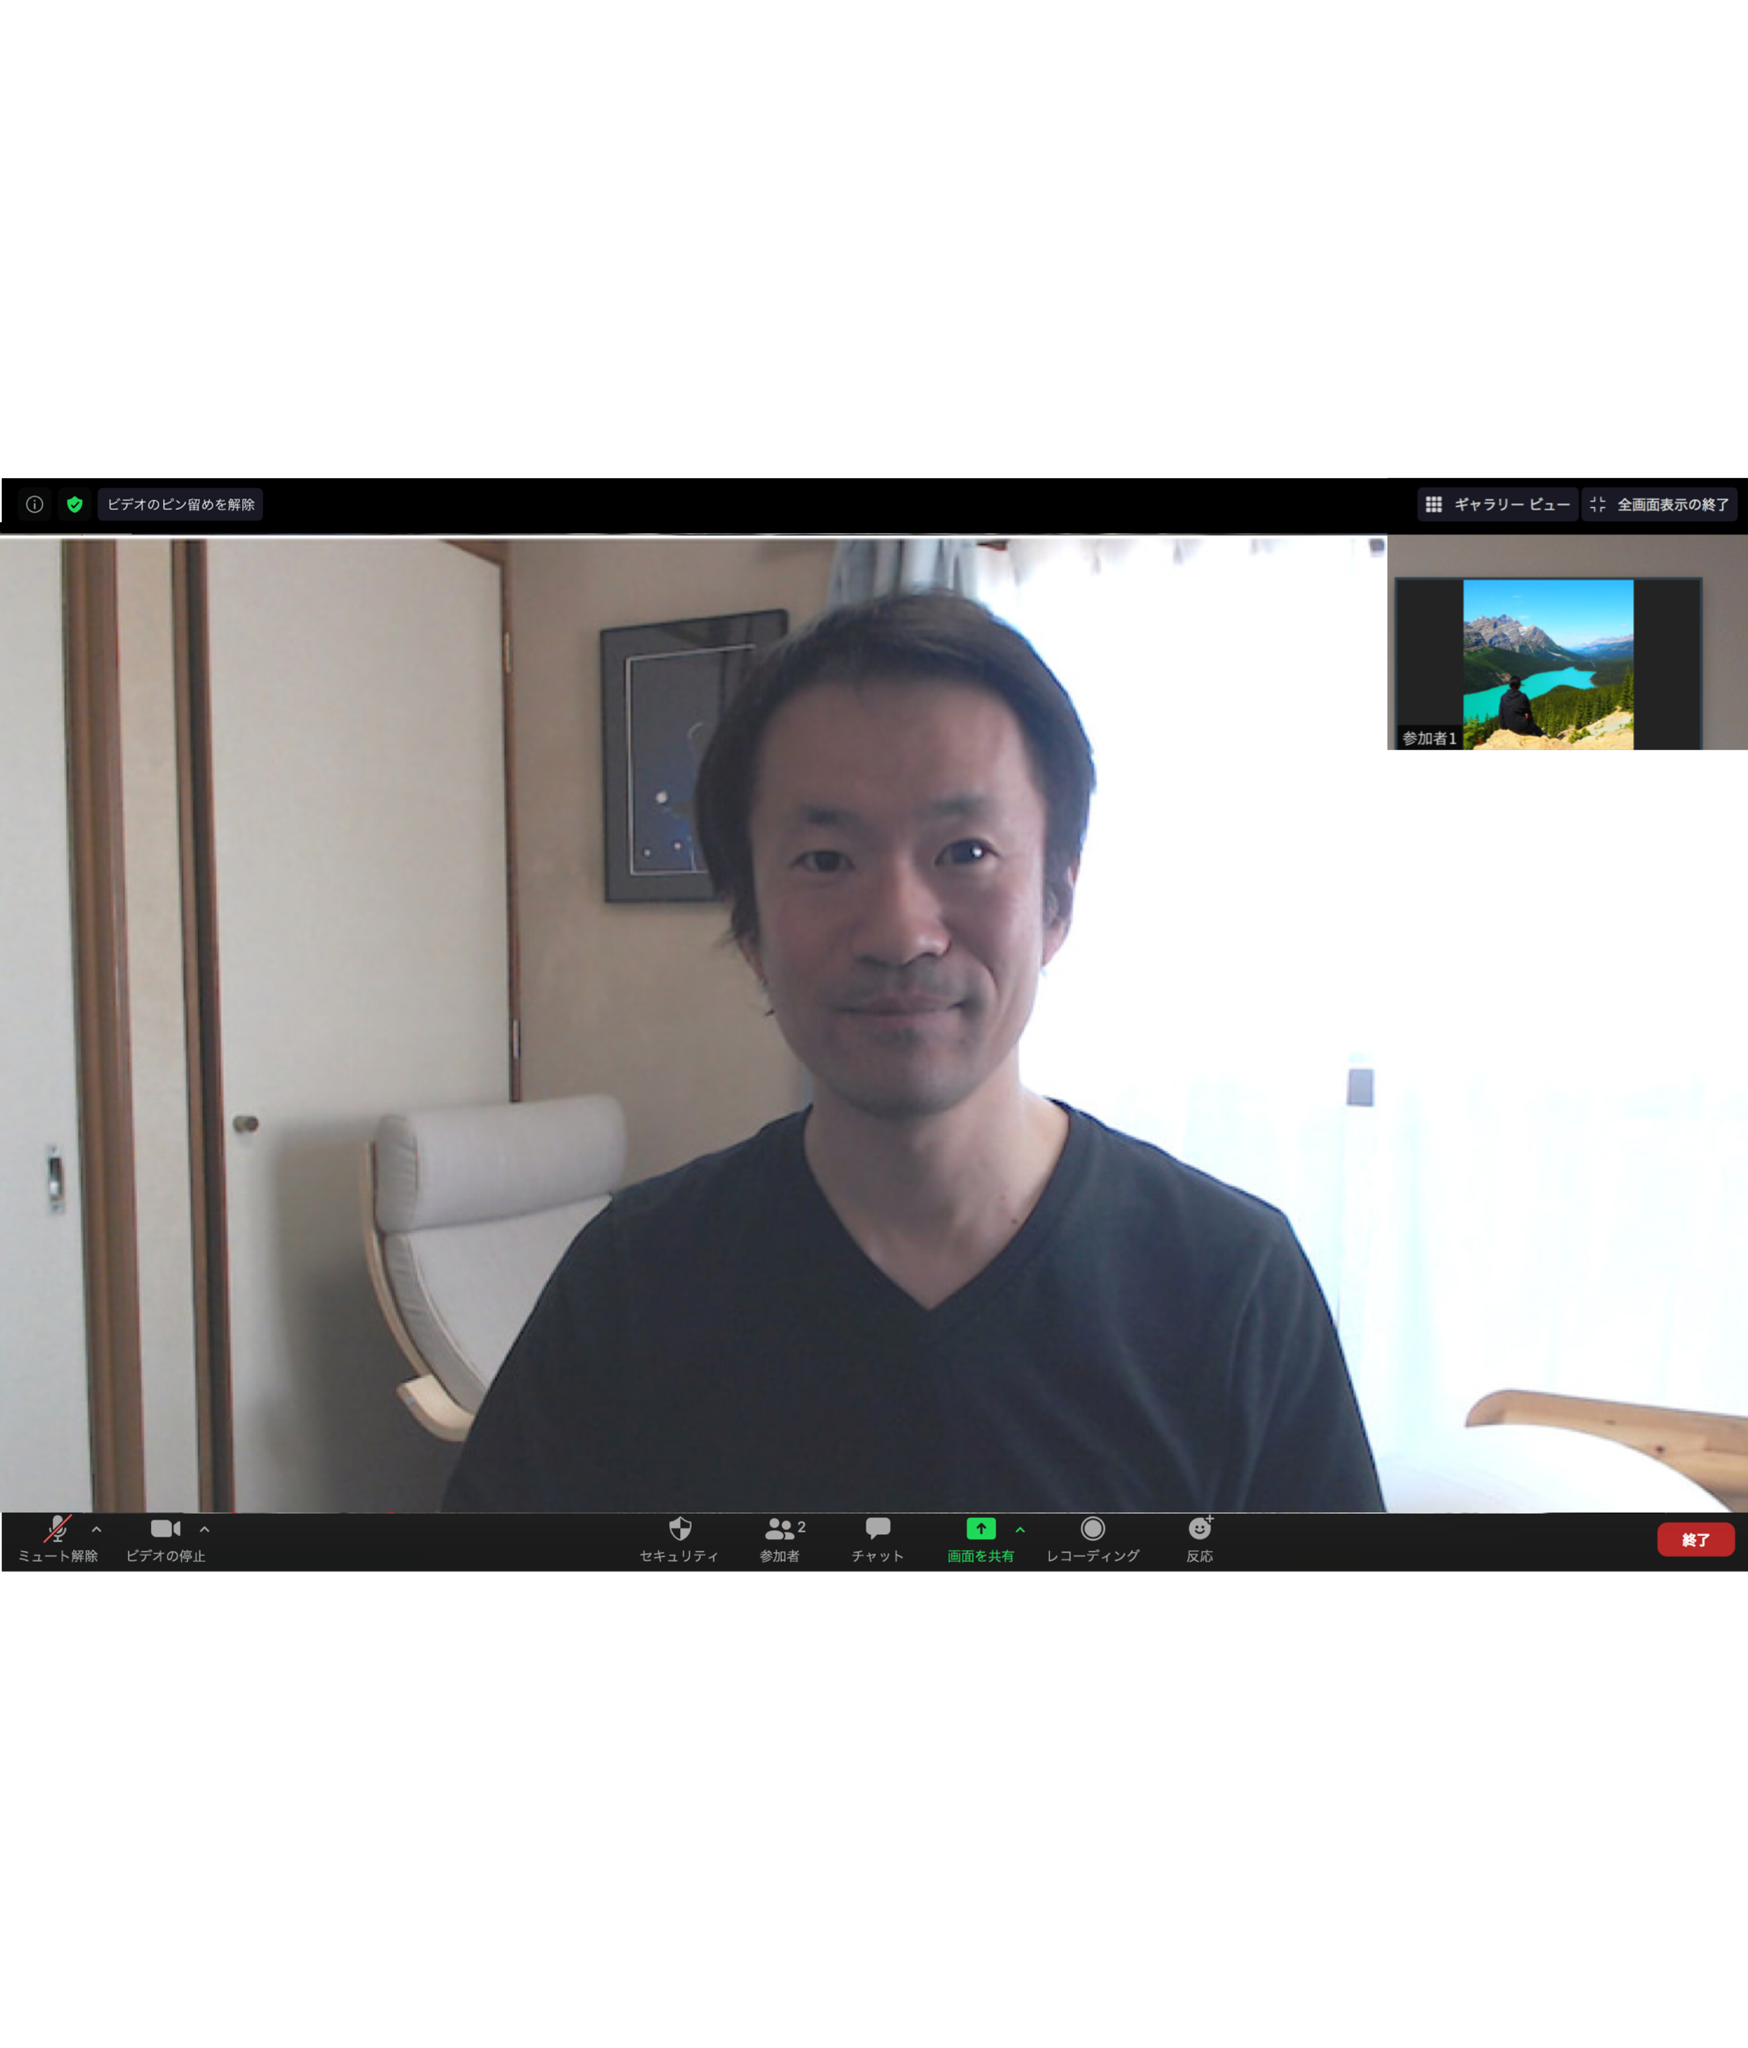 ビデオのピン留めを解除
ギャラリー ビュー
全画面表示の終了
参加者1
ミュート解除
ビデオの停止
セキュリティ
2
参加者
チャット
画面を共有
レコーディング
反応
終了